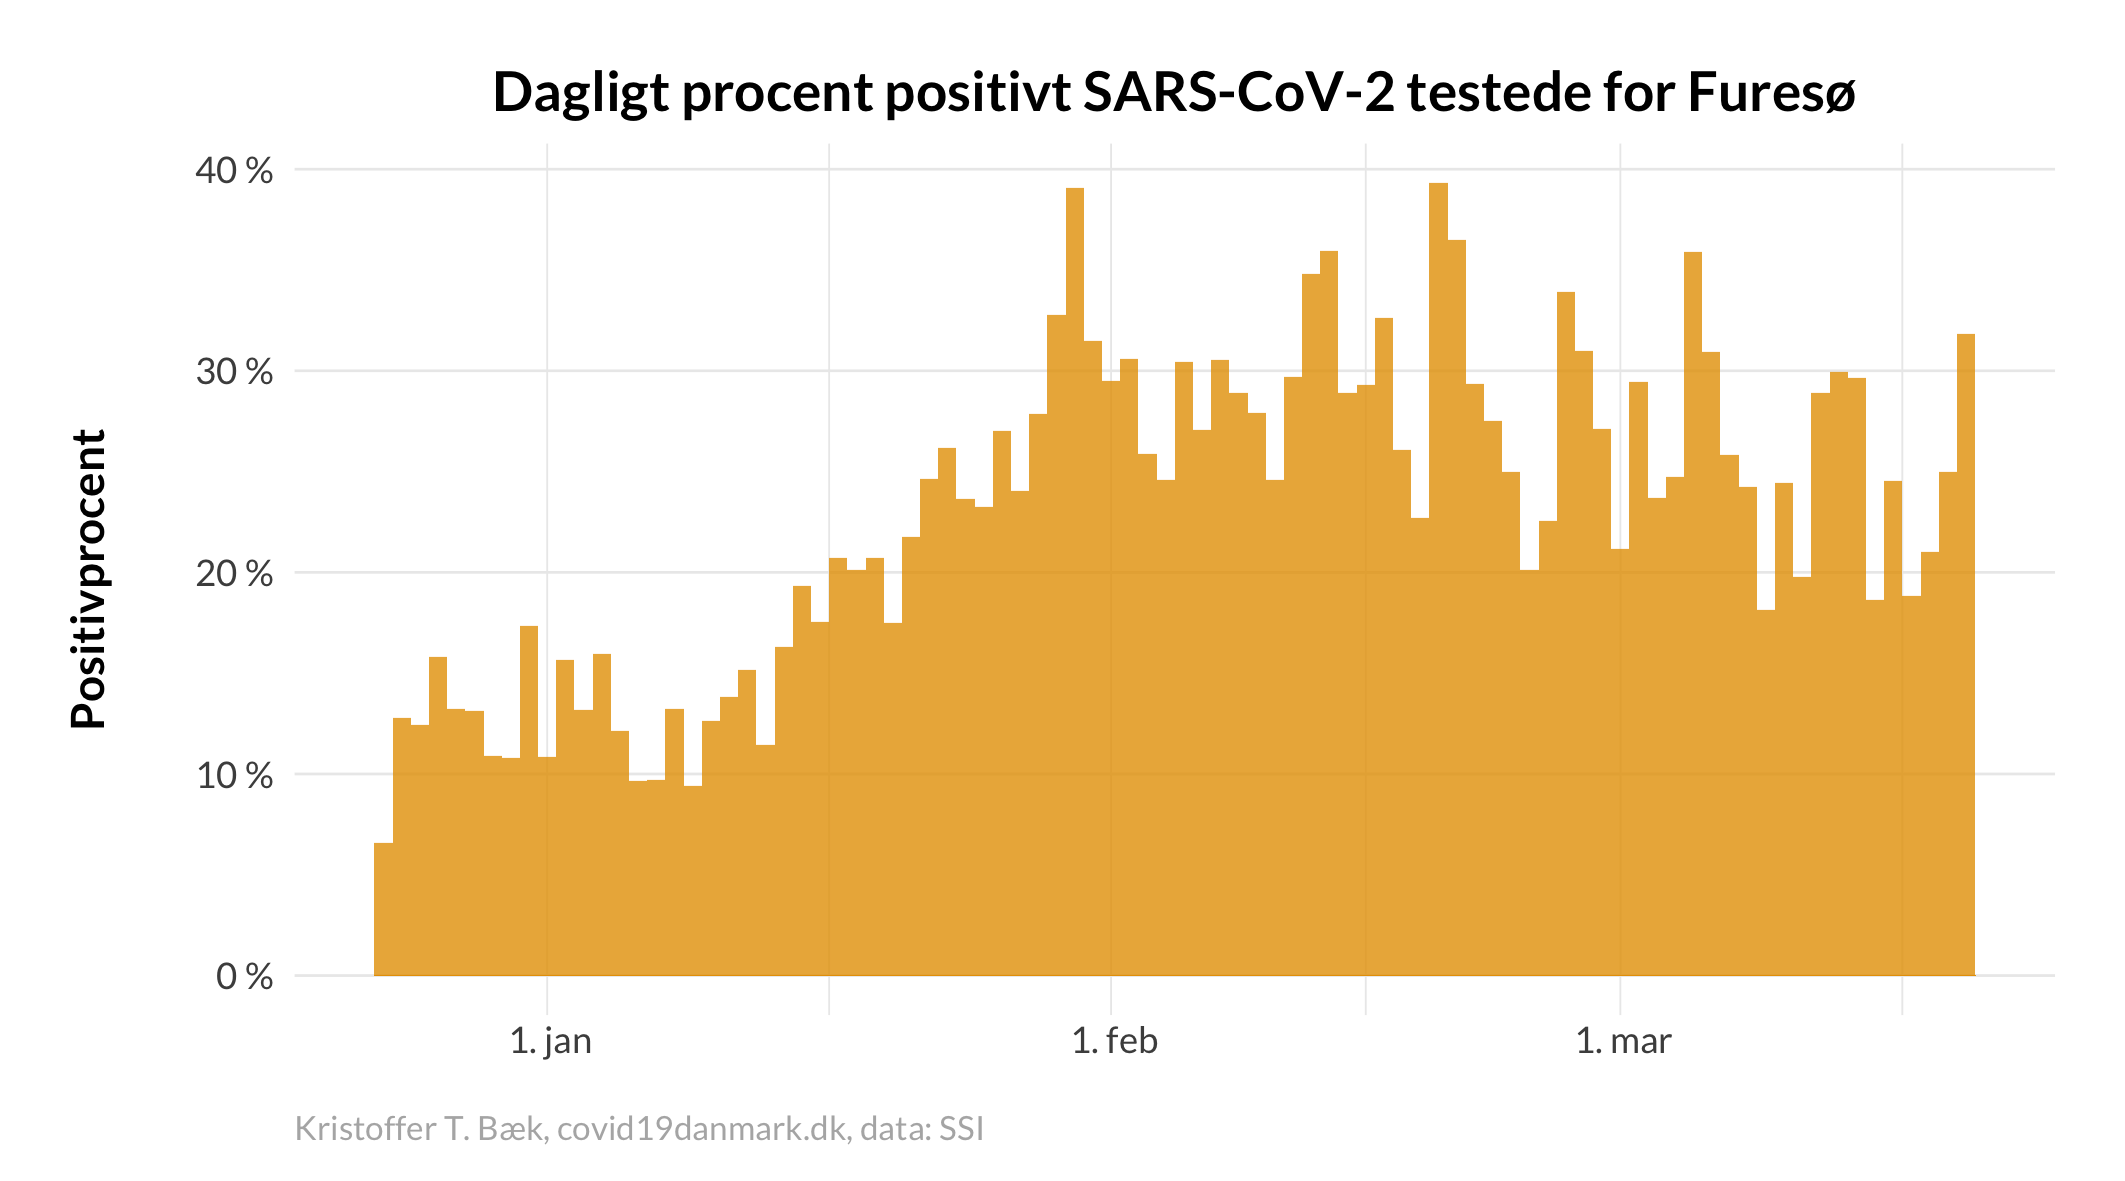 Dagligt procent positivt SARS-CoV-2 testede for Furesø
Positivprocent
40 %
30 %
20 %
10 %
0 %
1. jan
1. feb
1. mar
Kristoffer T. Bæk, covid19danmark.dk, data: SSI